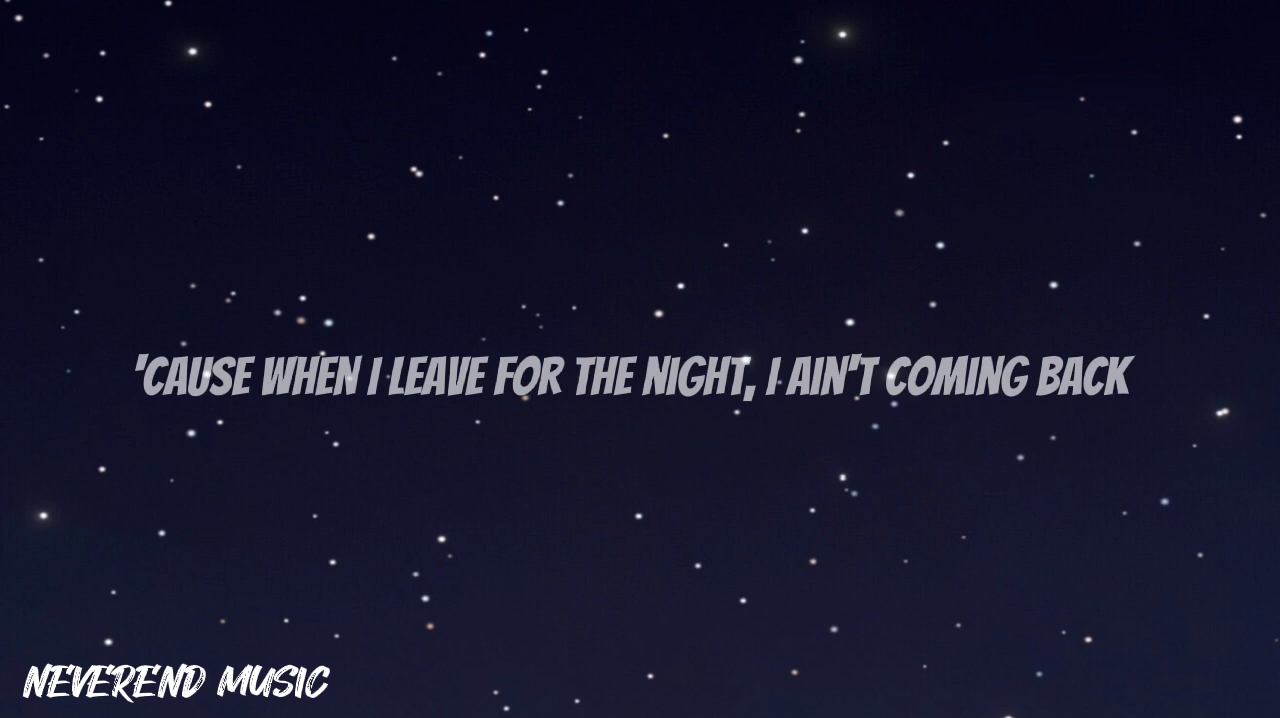 'CAUSE WHEN I LEAVE FOR THE NIGHT, I AIN'T COMING BACK
NEVEREND MUSIC